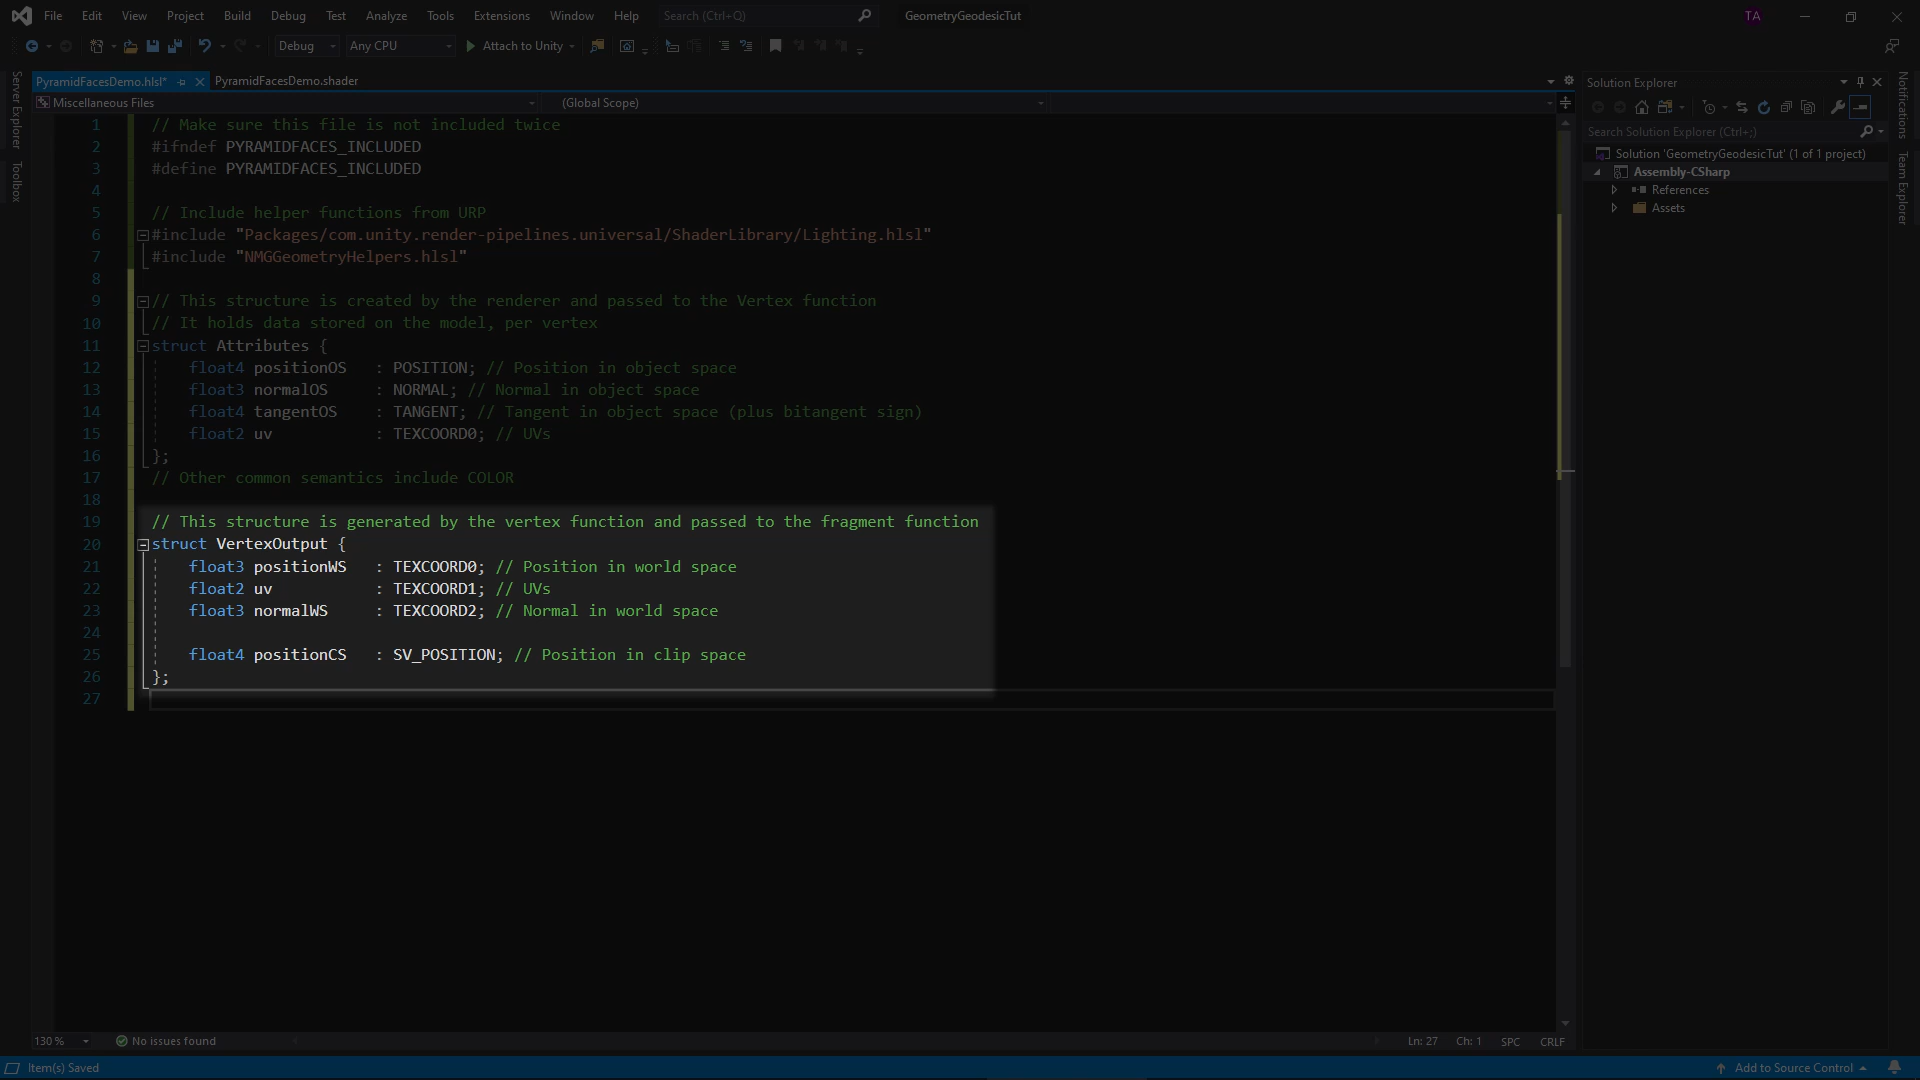 File Edit View Project Build Debug Test Analyze Tools Extensions Window Help Search (Ctrl+Q) GeometryGeodesicTut TA
Debug Any CPU Attach to Unity
PyramidFacesDemo.hlsl* PyramidFacesDemo.shader
Miscellaneous Files (Global Scope)
Server Explorer
Toolbox
1 // Make sure this file is not included twice
2 #ifndef PYRAMIDFACES_INCLUDED
3 #define PYRAMIDFACES_INCLUDED
4
5 // Include helper functions from URP
6 #include "Packages/com.unity.render-pipelines.universal/ShaderLibrary/Lighting.hlsl"
7 #include "NMGGeometryHelpers.hlsl"
8
9 // This structure is created by the renderer and passed to the Vertex function
10 // It holds data stored on the model, per vertex
11 struct Attributes {
12 float4 positionOS : POSITION; // Position in object space
13 float3 normalOS : NORMAL; // Normal in object space
14 float4 tangentOS : TANGENT; // Tangent in object space (plus bitangent sign)
15 float2 uv : TEXCOORD0; // UVs
16 };
17 // Other common semantics include COLOR
18
19 // This structure is generated by the vertex function and passed to the fragment function
20 struct VertexOutput {
21 float3 positionWS : TEXCOORD0; // Position in world space
22 float2 uv : TEXCOORD1; // UVs
23 float3 normalWS : TEXCOORD2; // Normal in world space
24
25 float4 positionCS : SV_POSITION; // Position in clip space
26 };
27
Solution Explorer
Search Solution Explorer (Ctrl+;)
Solution 'GeometryGeodesicTut' (1 of 1 project)
Assembly-CSharp
References
Assets
Notifications
Team Explorer
130 % No issues found Ln: 27 Ch: 1 SPC CRLF
Item(s) Saved Add to Source Control